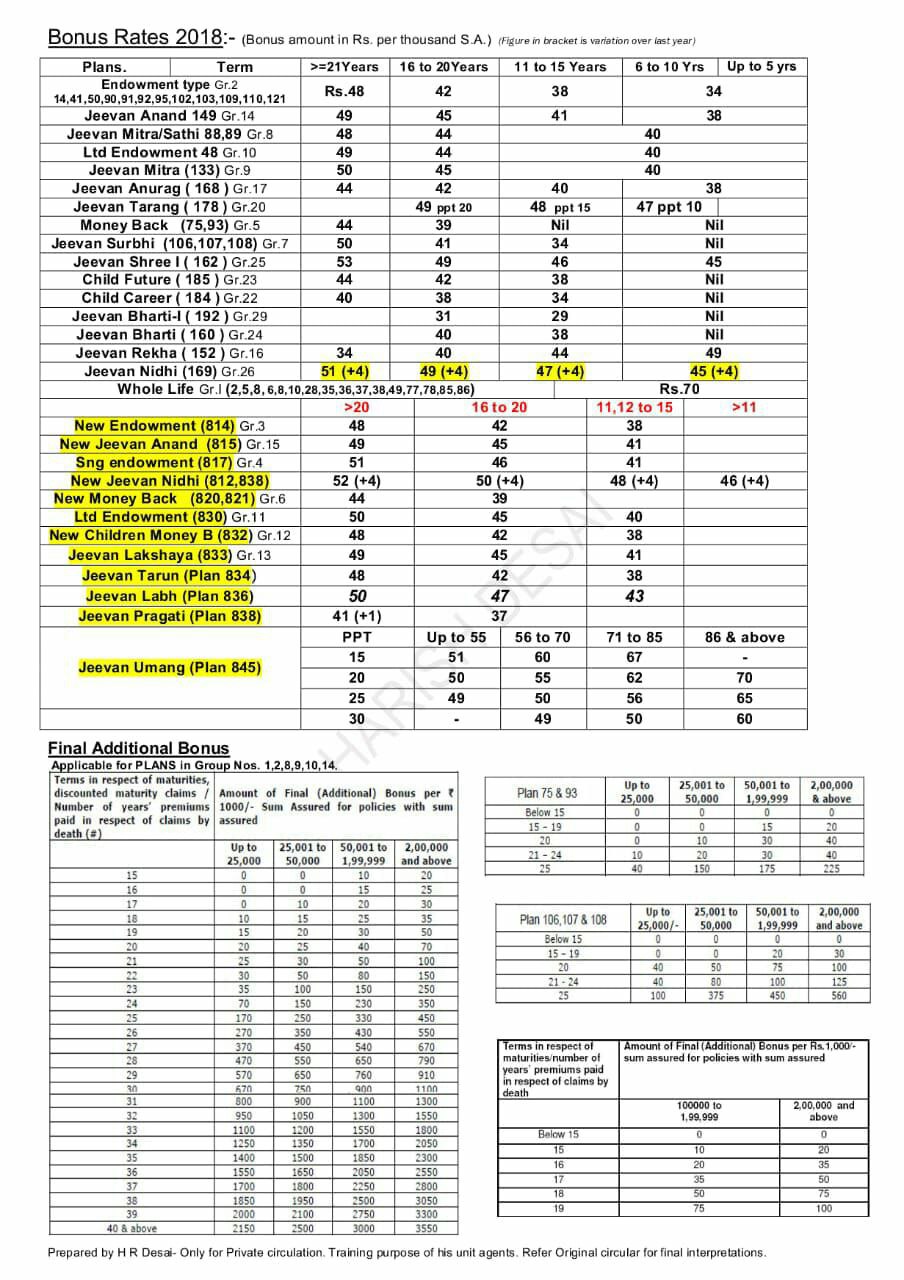 Bonus Rates 2018:- (Bonus amount in Rs. per thousand S.A.) (Figure in bracket is variation over last year)
Plans. Term >=21Years 16 to 20Years 11 to 15 Years 6 to 10 Yrs Up to 5 yrs
Endowment type Gr.2
14,41,50,90,91,92,95,102,103,109,110,121 Rs.48 42 38 34
Jeevan Anand 149 Gr.14 49 45 41 38
Jeevan Mitra/Sathi 88,89 Gr.8 48 44 40
Ltd Endowment 48 Gr.10 49 44 40
Jeevan Mitra (133) Gr.9 50 45 40
Jeevan Anurag ( 168 ) Gr.17 44 42 40 38
Jeevan Tarang ( 178 ) Gr.20 49 ppt 20 48 ppt 15 47 ppt 10
Money Back (75,93) Gr.5 44 39 Nil Nil
Jeevan Surbhi (106,107,108) Gr.7 50 41 34 Nil
Jeevan Shree I ( 162 ) Gr.25 53 49 46 45
Child Future ( 185 ) Gr.23 44 42 38 Nil
Child Career ( 184 ) Gr.22 40 38 34 Nil
Jeevan Bharti-I ( 192 ) Gr.29 31 29 Nil
Jeevan Bharti ( 160 ) Gr.24 40 38 Nil
Jeevan Rekha ( 152 ) Gr.16 34 40 44 49
Jeevan Nidhi (169) Gr.26 51 (+4) 49 (+4) 47 (+4) 45 (+4)
Whole Life Gr.I (2,5,8, 6,8,10,28,35,36,37,38,49,77,78,85,86) Rs.70
>20 16 to 20 11,12 to 15 >11
New Endowment (814) Gr.3 48 42 38
New Jeevan Anand (815) Gr.15 49 45 41
Sng endowment (817) Gr.4 51 46 41
New Jeevan Nidhi (812,838) 52 (+4) 50 (+4) 48 (+4) 46 (+4)
New Money Back (820,821) Gr.6 44 39
Ltd Endowment (830) Gr.11 50 45 40
New Children Money B (832) Gr.12 48 42 38
Jeevan Lakshaya (833) Gr.13 49 45 41
Jeevan Tarun (Plan 834) 48 42 38
Jeevan Labh (Plan 836) 50 47 43
Jeevan Pragati (Plan 838) 41 (+1) 37
Jeevan Umang (Plan 845) PPT Up to 55 56 to 70 71 to 85 86 & above
15 51 60 67 -
20 50 55 62 70
25 49 50 56 65
30 - 49 50 60
HARISH DESAI
Final Additional Bonus
Applicable for PLANS in Group Nos. 1,2,8,9,10,14.
Terms in respect of maturities,
discounted maturity claims / Amount of Final (Additional) Bonus per ₹
Number of years' premiums 1000/- Sum Assured for policies with sum
paid in respect of claims by assured
death (#)
Up to 25,001 to 50,001 to 2,00,000
25,000 50,000 1,99,999 and above
15 0 0 10 20
16 0 0 15 25
17 0 10 20 30
18 10 15 25 35
19 15 20 30 50
20 20 25 40 70
21 25 30 50 100
22 30 50 80 150
23 35 100 150 250
24 70 150 230 350
25 170 250 330 450
26 270 350 430 550
27 370 450 540 670
28 470 550 650 790
29 570 650 760 910
30 670 750 900 1100
31 800 900 1100 1300
32 950 1050 1300 1550
33 1100 1200 1550 1800
34 1250 1350 1700 2050
35 1400 1500 1850 2300
36 1550 1650 2050 2550
37 1700 1800 2250 2800
38 1850 1950 2500 3050
39 2000 2100 2750 3300
40 & above 2150 2500 3000 3550
Plan 75 & 93 Up to 25,001 to 50,001 to 2,00,000
25,000 50,000 1,99,999 & above
Below 15 0 0 0 0
15 - 19 0 0 15 20
20 0 10 30 40
21 - 24 10 20 30 40
25 40 150 175 225
Plan 106,107 & 108 Up to 25,001 to 50,001 to 2,00,000
25,000/- 50,000 1,99,999 and above
Below 15 0 0 0 0
15 - 19 0 0 20 30
20 40 50 75 100
21 - 24 40 80 100 125
25 100 375 450 560
Terms in respect of Amount of Final (Additional) Bonus per Rs.1,000/-
maturities/number of sum assured for policies with sum assured
years' premiums paid
in respect of claims by
death
100000 to 2,00,000 and
1,99,999 above
Below 15 0 0
15 10 20
16 20 35
17 35 50
18 50 75
19 75 100
Prepared by H R Desai- Only for Private circulation. Training purpose of his unit agents. Refer Original circular for final interpretations.